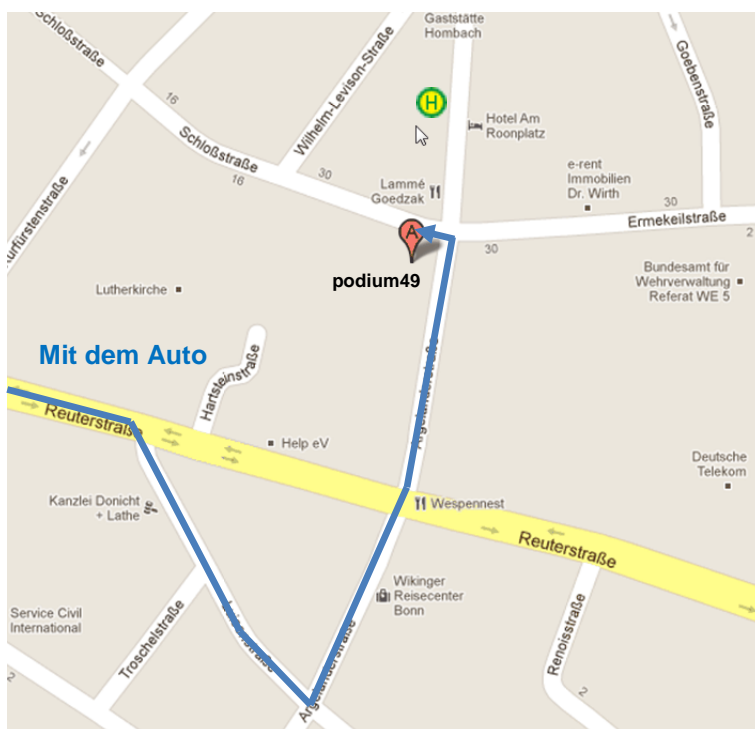 Schloßstraße
Gaststätte
Hombach
Goebenstraße
Wilhelm-Levison-Straße
16
H
Hotel Am
Roonplatz
Schloßstraße
16
30
e-rent
Immobilien
Dr. Wirth
Lammé
Goedzak
30
Ermekeilstraße
2
A
30
podium49
Bundesamt für
Wehrverwaltung
Referat WE 5
Lutherkirche
Mit dem Auto
Hartsteinstraße
Argelanderstraße
Reuterstraße
Help eV
Deutsche
Telekom
Kanzlei Donicht
+ Lathe
Wespennest
Reuterstraße
Wikinger
Reisecenter
Bonn
Service Civil
International
Troschelstraße
Argelanderstraße
Renoisstraße
2
2